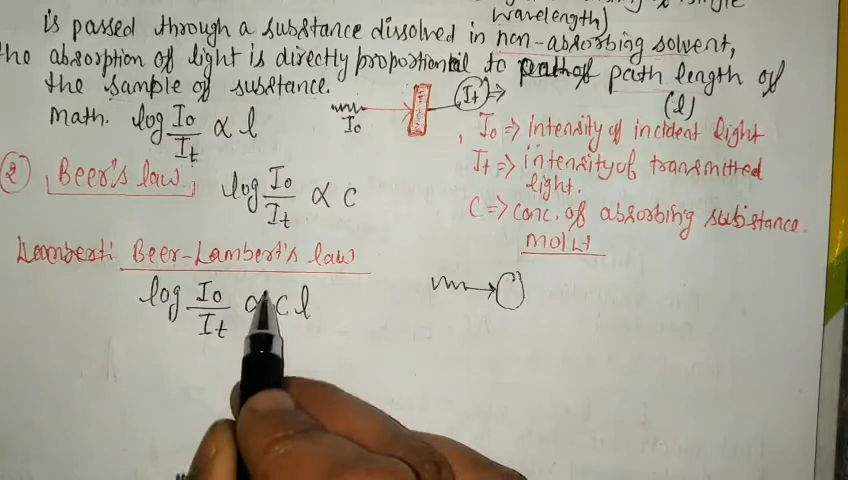 wavelength)
is passed through a substance dissolved in non-absorbing solvent,
the absorption of light is directly proportional to path length of
the sample of substance. (l)
Math. log I₀/Iₜ ∝ l
I₀ Iₜ
I₀ => intensity of incident light
Iₜ => intensity of transmitted
light.
② Beer's law log I₀/Iₜ ∝ c
C => conc. of absorbing substance.
mol L-1
Lambert: Beer-Lambert's law
log I₀/Iₜ ∝ c l